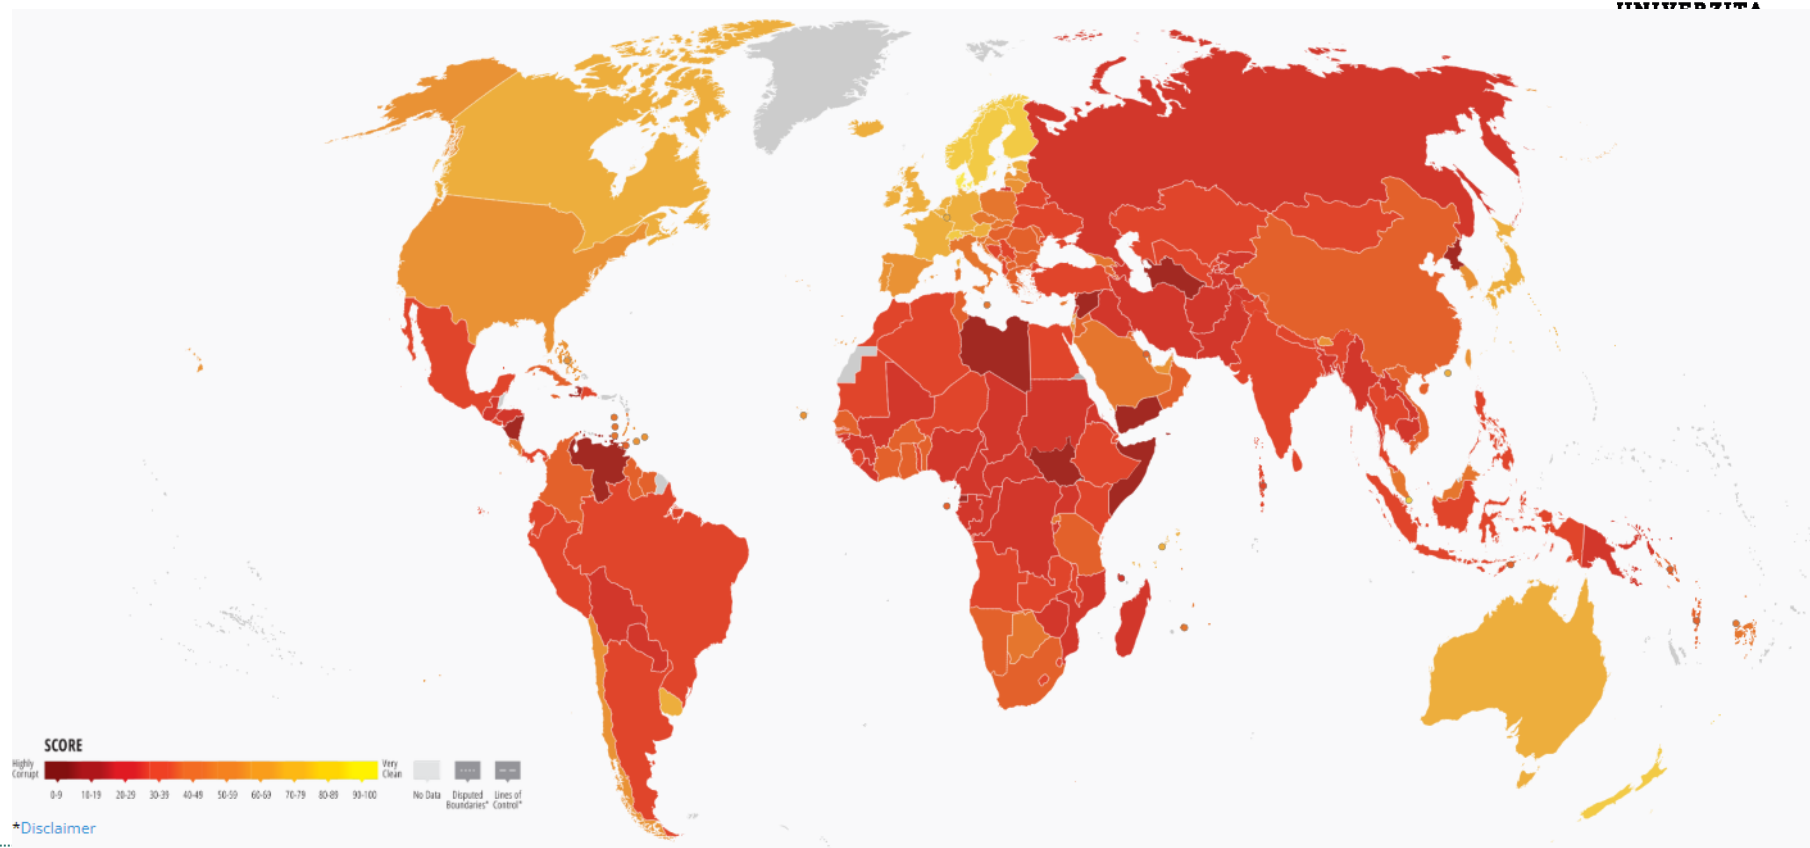 UNIVERZITA
SCORE
Highly
Corrupt
Very
Clean
0-9 10-19 20-29 30-39 40-49 50-59 60-69 70-79 80-89 90-100
No Data
Disputed
Boundaries*
Lines of
Control*
*Disclaimer